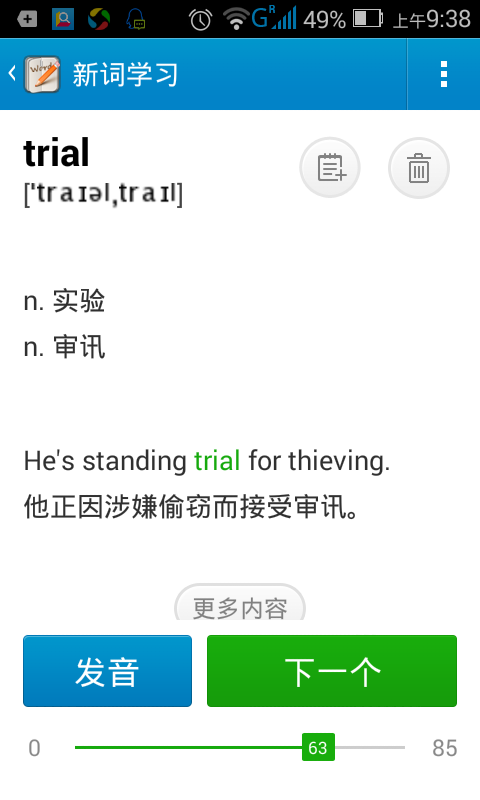 49% 上午9:38
新词学习
trial
['traɪəl,traɪl]
n. 实验
n. 审讯
He's standing trial for thieving.
他正因涉嫌偷窃而接受审讯。
更多内容
发音 下一个
0 63 85